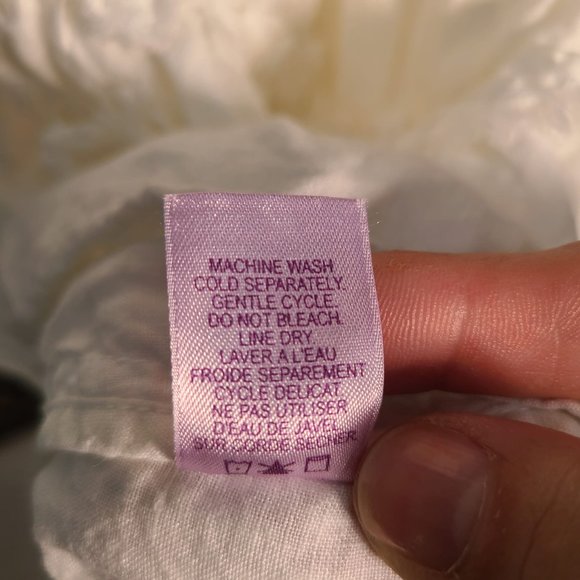 MACHINE WASH
COLD SEPARATELY.
GENTLE CYCLE.
DO NOT BLEACH.
LINE DRY
LAVER A L'EAU
FROIDE SEPAREMENT
CYCLE DELICAT
NE PAS UTILISER
D'EAU DE JAVEL
SUR CORDE SECHER.